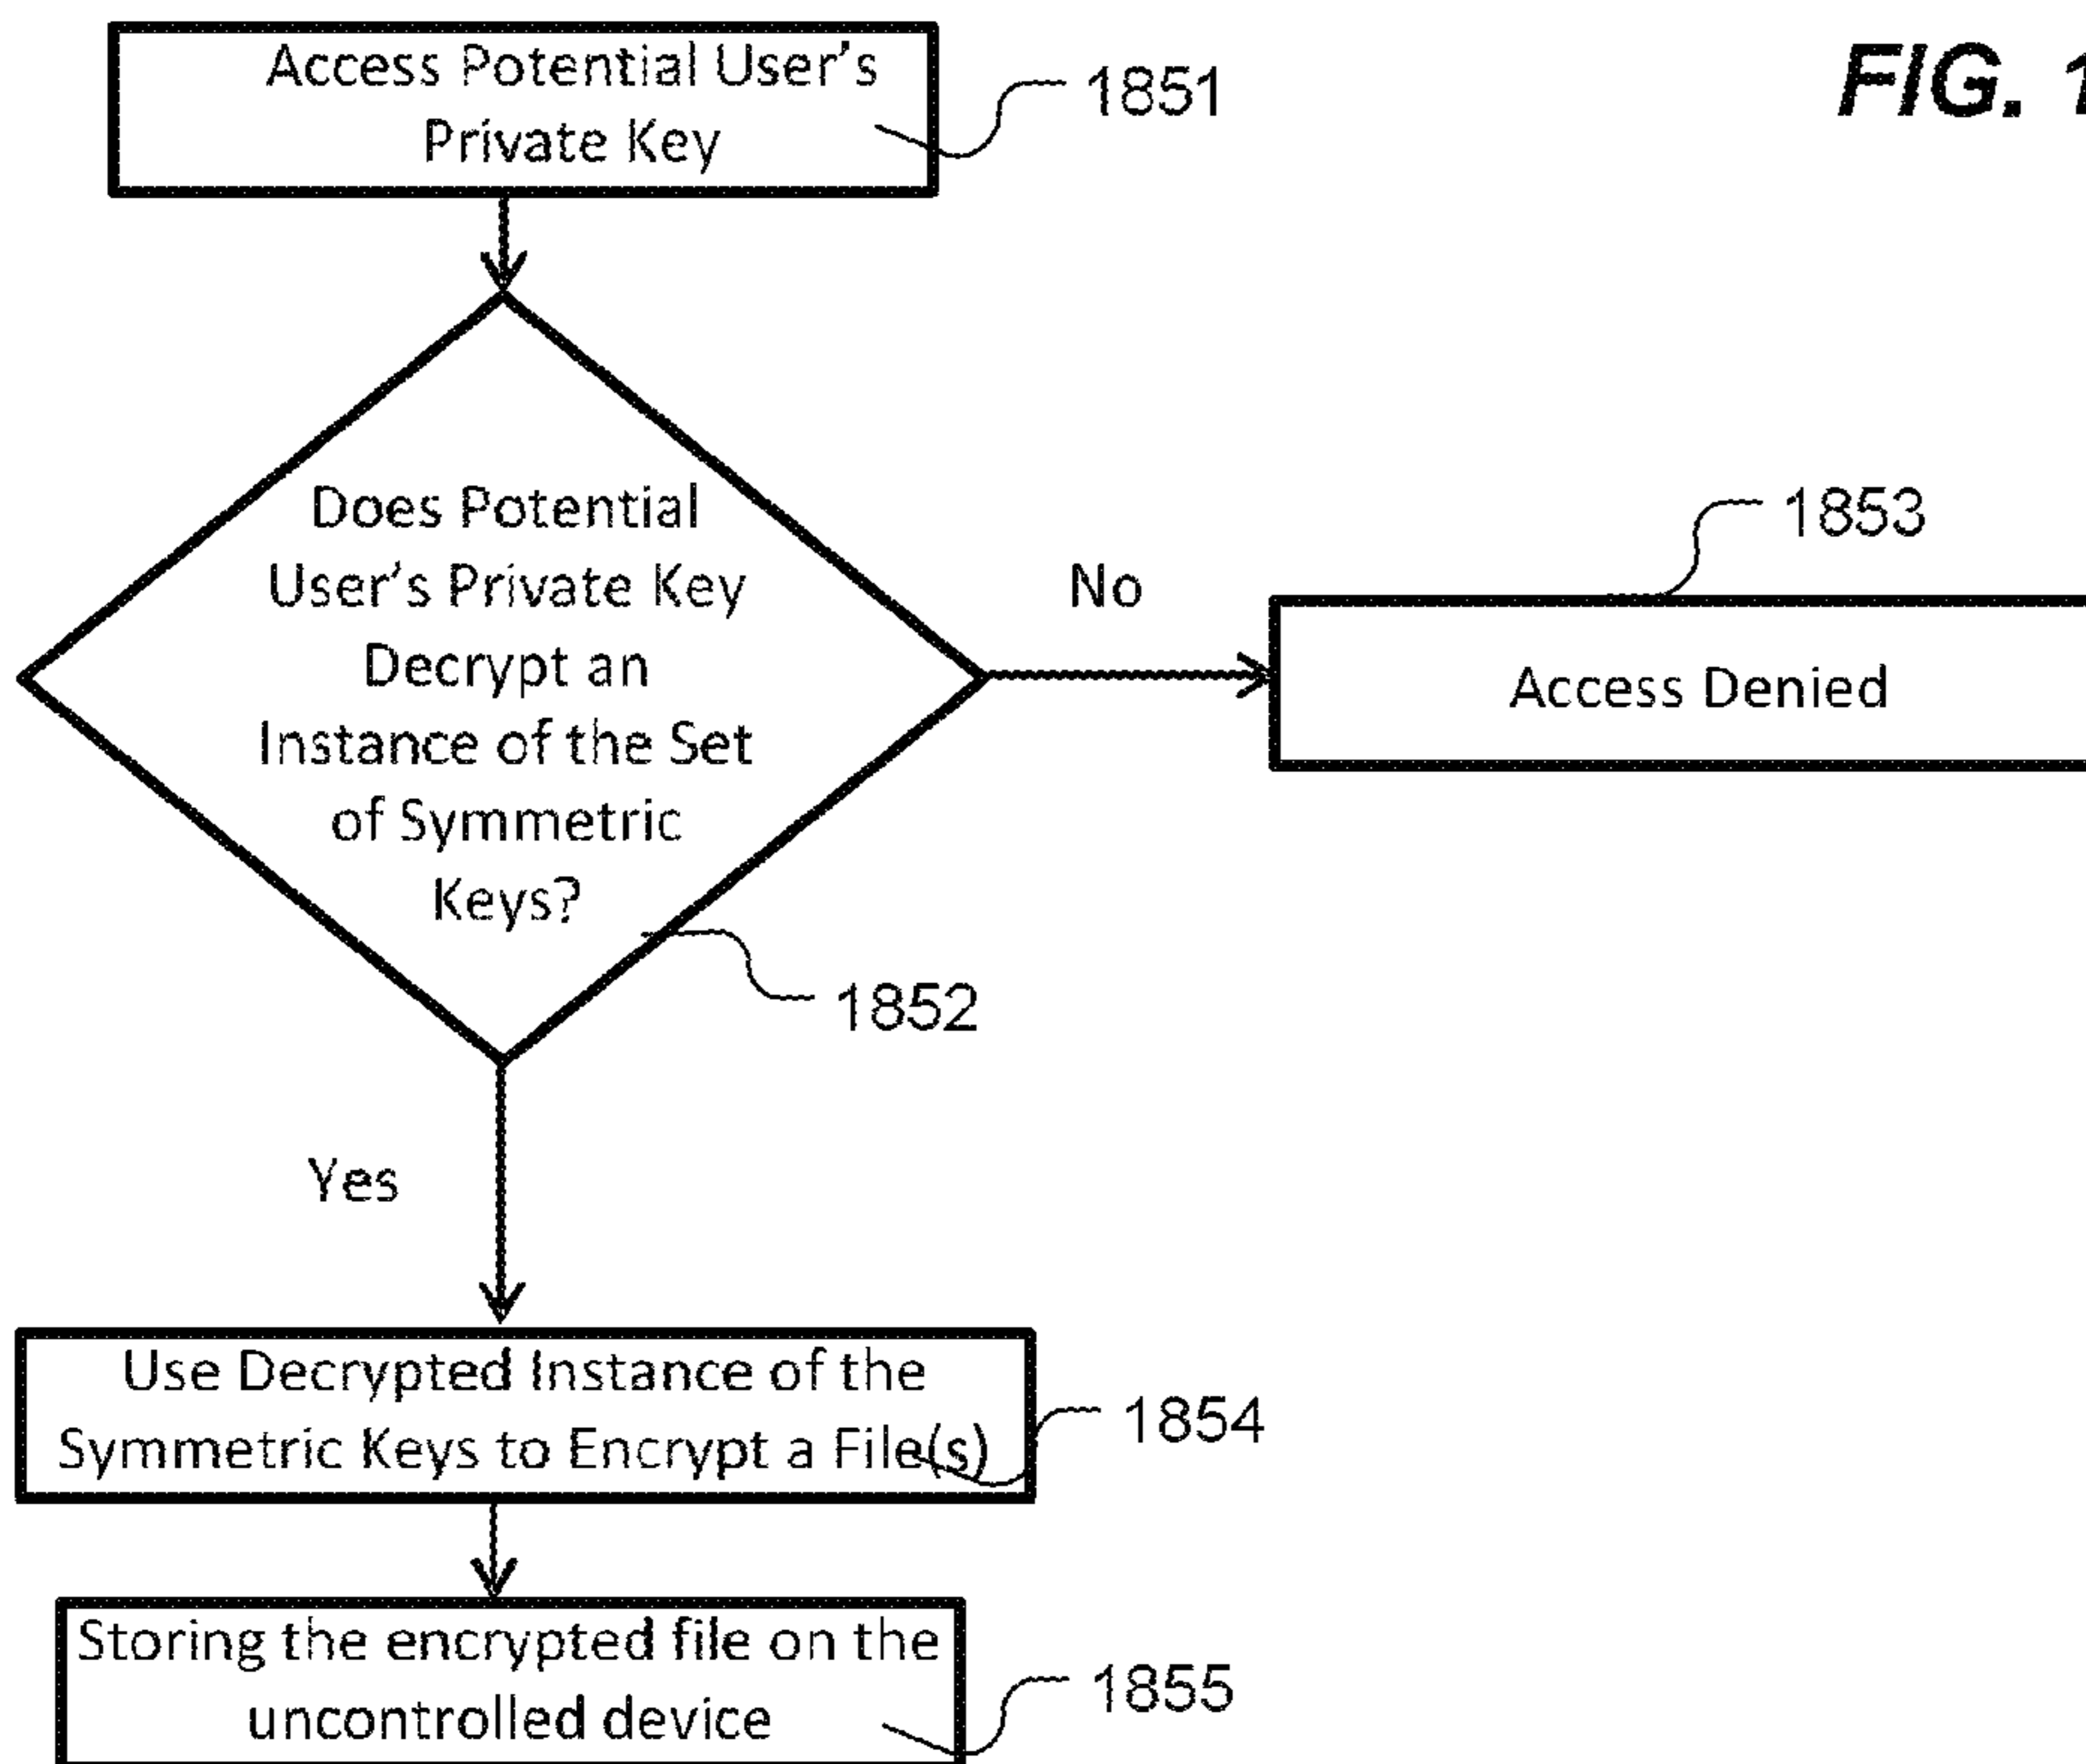 FIG. 1
Access Potential User's
Private Key
1851
Does Potential
User's Private Key
Decrypt an
Instance of the Set
of Symmetric
Keys?
1852
No
1853
Access Denied
Yes
Use Decrypted Instance of the
Symmetric Keys to Encrypt a File(s)
1854
Storing the encrypted file on the
uncontrolled device
1855